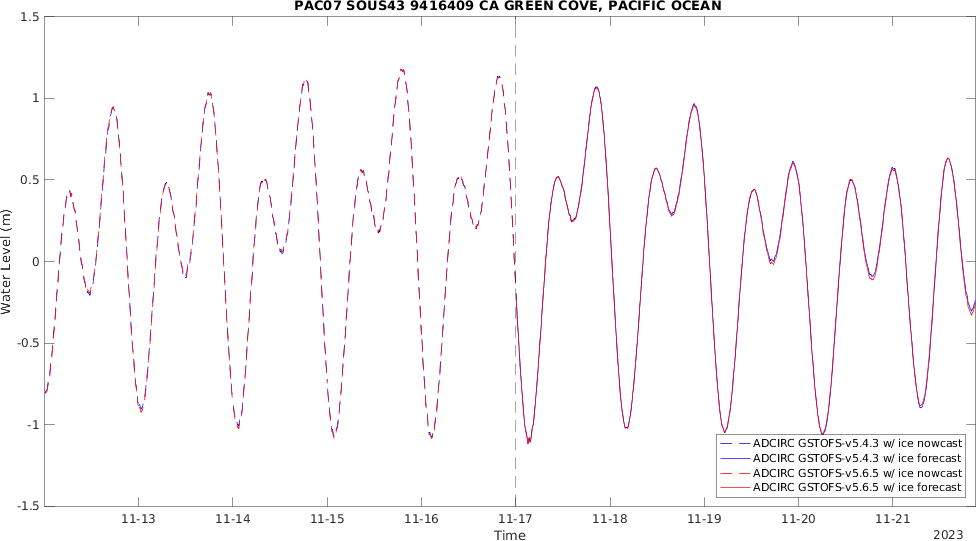 PAC07 SOUS43 9416409 CA GREEN COVE, PACIFIC OCEAN
1.5
1
0.5
0
-0.5
-1
-1.5
Water Level (m)
11-13 11-14 11-15 11-16 11-17 11-18 11-19 11-20 11-21
Time
2023
ADCIRC GSTOFS-v5.4.3 w/ ice nowcast
ADCIRC GSTOFS-v5.4.3 w/ ice forecast
ADCIRC GSTOFS-v5.6.5 w/ ice nowcast
ADCIRC GSTOFS-v5.6.5 w/ ice forecast